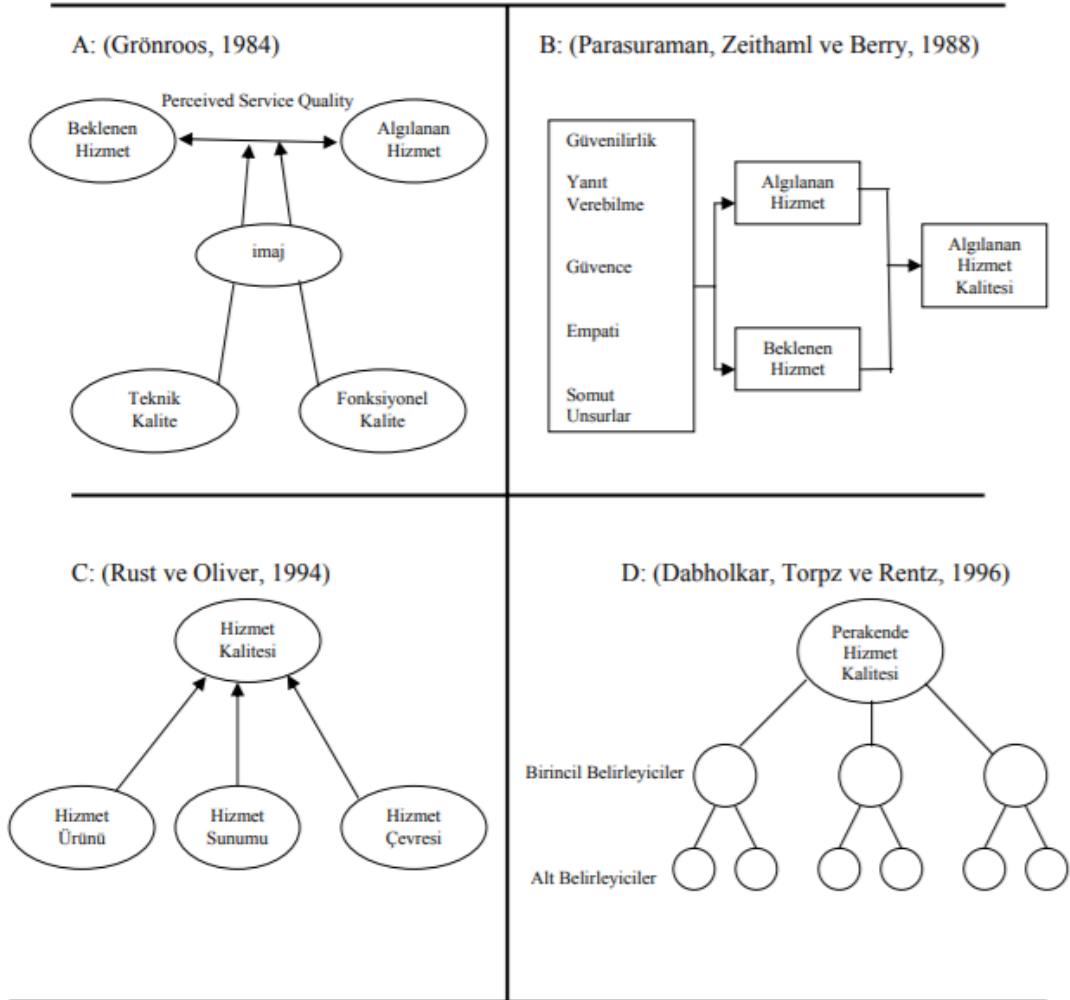 A: (Grönroos, 1984)
Perceived Service Quality
Beklenen
Hizmet
Algılanan
Hizmet
imaj
Teknik
Kalite
Fonksiyonel
Kalite
B: (Parasuraman, Zeithaml ve Berry, 1988)
Güvenilirlik
Yanıt
Verebilme
Güvence
Empati
Somut
Unsurlar
Algılanan
Hizmet
Beklenen
Hizmet
Algılanan
Hizmet
Kalitesi
C: (Rust ve Oliver, 1994)
Hizmet
Kalitesi
Hizmet
Ürünü
Hizmet
Sunumu
Hizmet
Çevresi
D: (Dabholkar, Torpz ve Rentz, 1996)
Perakende
Hizmet
Kalitesi
Birincil Belirleyiciler
Alt Belirleyiciler